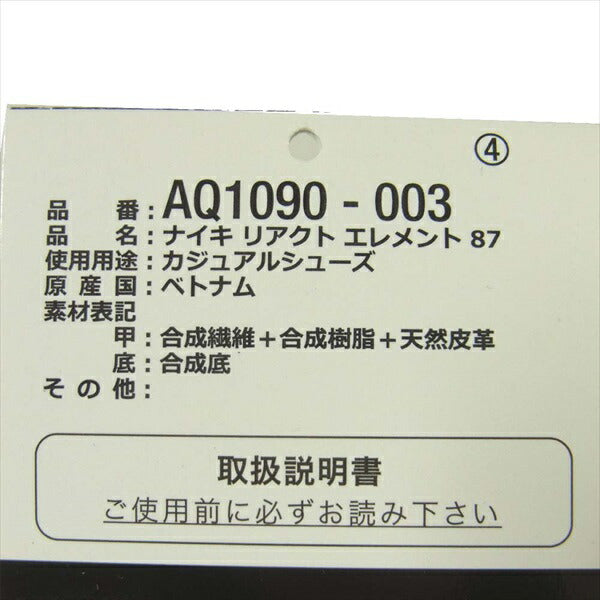 ④
品番：AQ1090 - 003
品名：ナイキ リアクト エレメント 87
使用用途：カジュアルシューズ
原産国：ベトナム
素材表記
甲：合成繊維＋合成樹脂＋天然皮革
底：合成底
その他：
取扱説明書
ご使用前に必ずお読み下さい